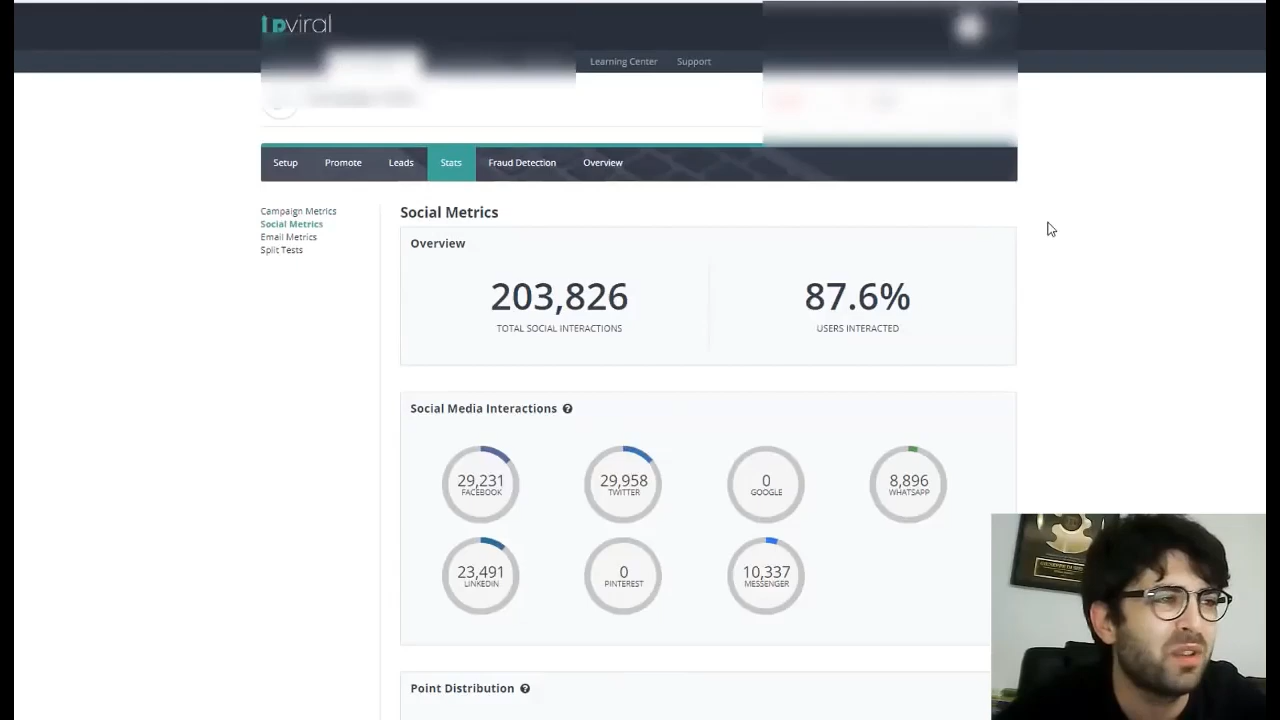 upviral
Learning Center Support
Setup Promote Leads Stats Fraud Detection Overview
Campaign Metrics
Social Metrics
Email Metrics
Split Tests
Social Metrics
Overview
203,826 87.6%
TOTAL SOCIAL INTERACTIONS USERS INTERACTED
Social Media Interactions
29,231 29,958 0 8,896
FACEBOOK TWITTER GOOGLE WHATSAPP
23,491 0 10,337
LINKEDIN PINTEREST MESSENGER
Point Distribution